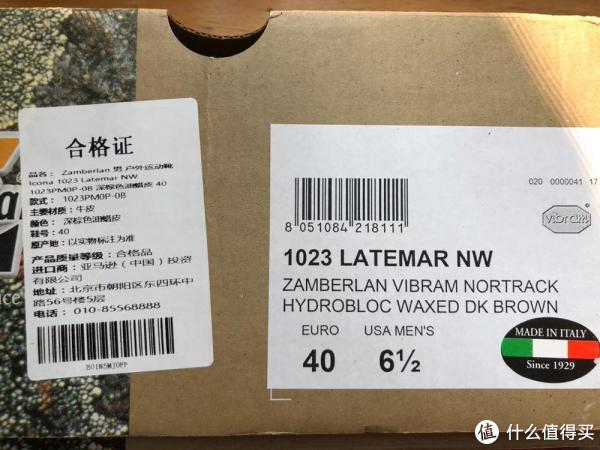 合格证
品名： Zamberlan 男 户外运动靴
Icona 1023 Latemar NW
1023PM0P-0B 深棕色油蜡皮 40
款式： 1023PM0P-0B
主要材质：牛皮
颜色： 深棕色油蜡皮
鞋号：40
原产地：以实物标注为准
产品质量等级：合格品
进口商：亚马逊（中国）投资
有限公司
地址：北京市朝阳区东四环中
路56号楼5层
电话： 010-85568888
B01N5MJOPP
020 0000041 17
vibram
8 051084 218111
1023 LATEMAR NW
ZAMBERLAN VIBRAM NORTRACK
HYDROBLOC WAXED DK BROWN
EURO USA MEN'S
40 6½
MADE IN ITALY
Since 1929
值 什么值得买